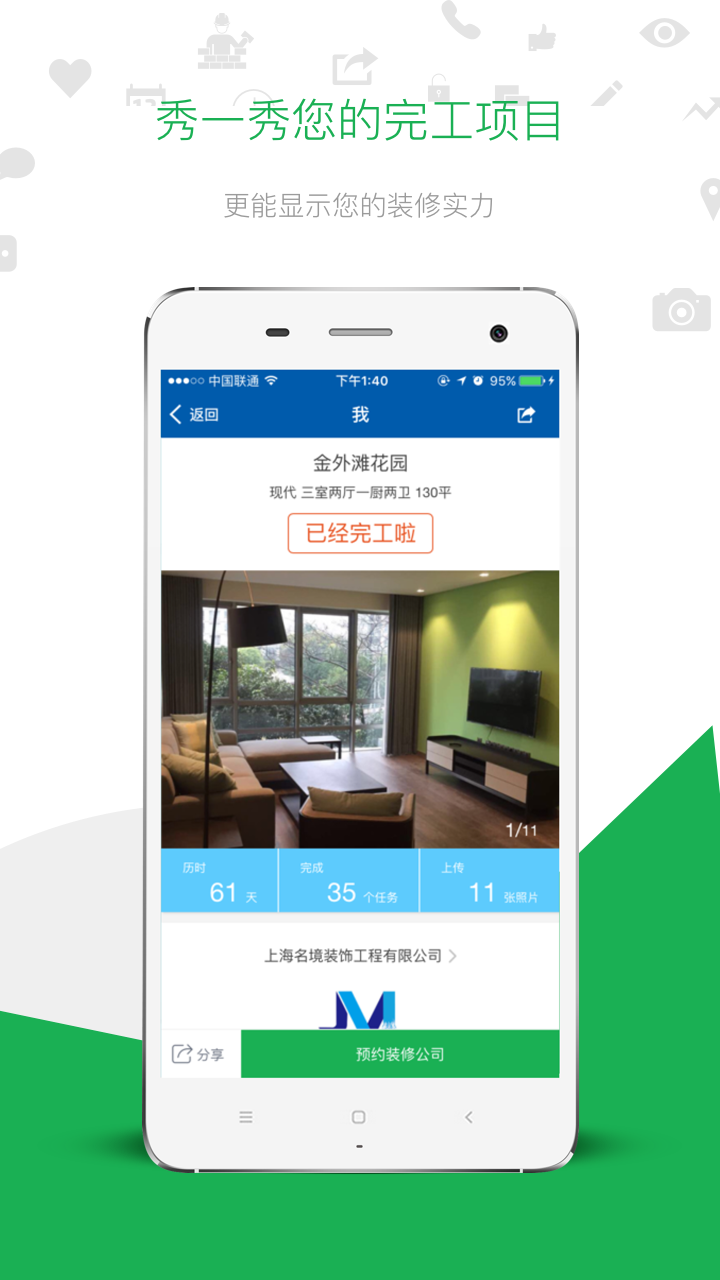 秀一秀您的完工项目
更能显示您的装修实力
中国联通 下午1:40 95%
返回 我
金外滩花园
现代 三室两厅一厨两卫 130平
已经完工啦
1/11
历时 完成 上传
61 天 35 个任务 11 张照片
上海名境装饰工程有限公司
分享 预约装修公司